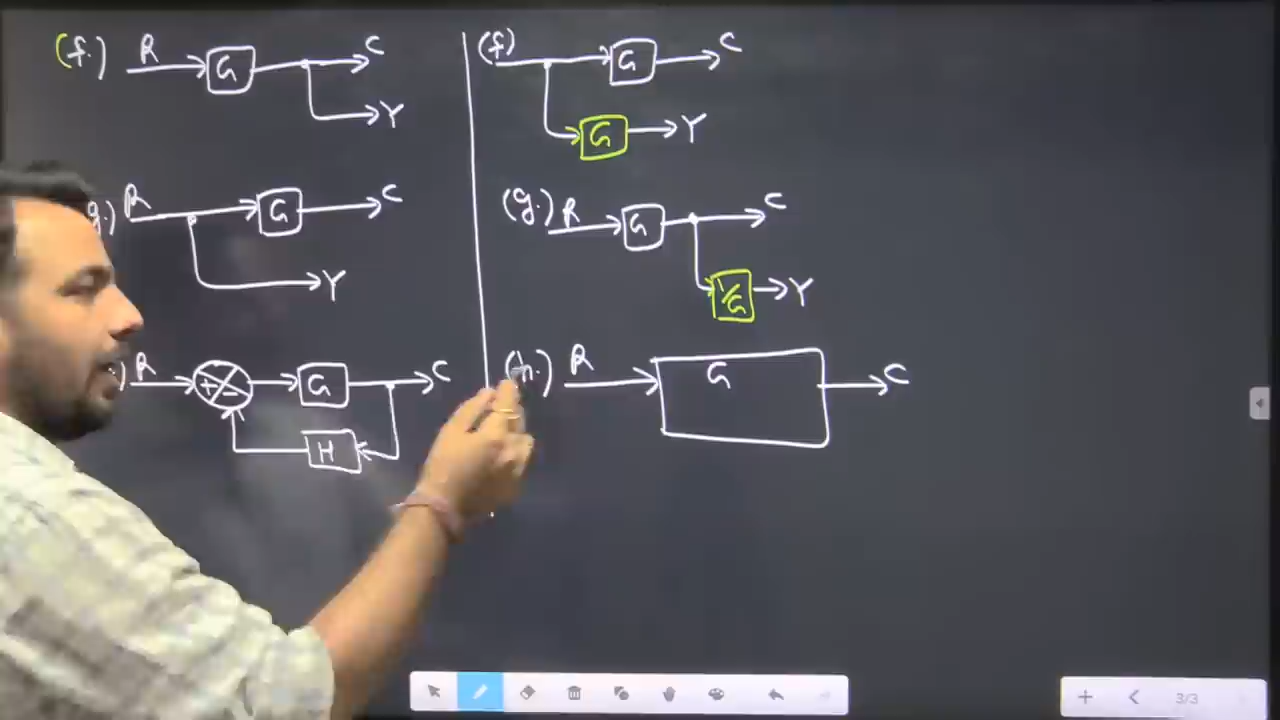 (f.) R G C
Y
(f) G C
G Y
g.) R G C
Y
(g.) R G C
1/G Y
) R + - G C
H
(h.) R G C
3/3